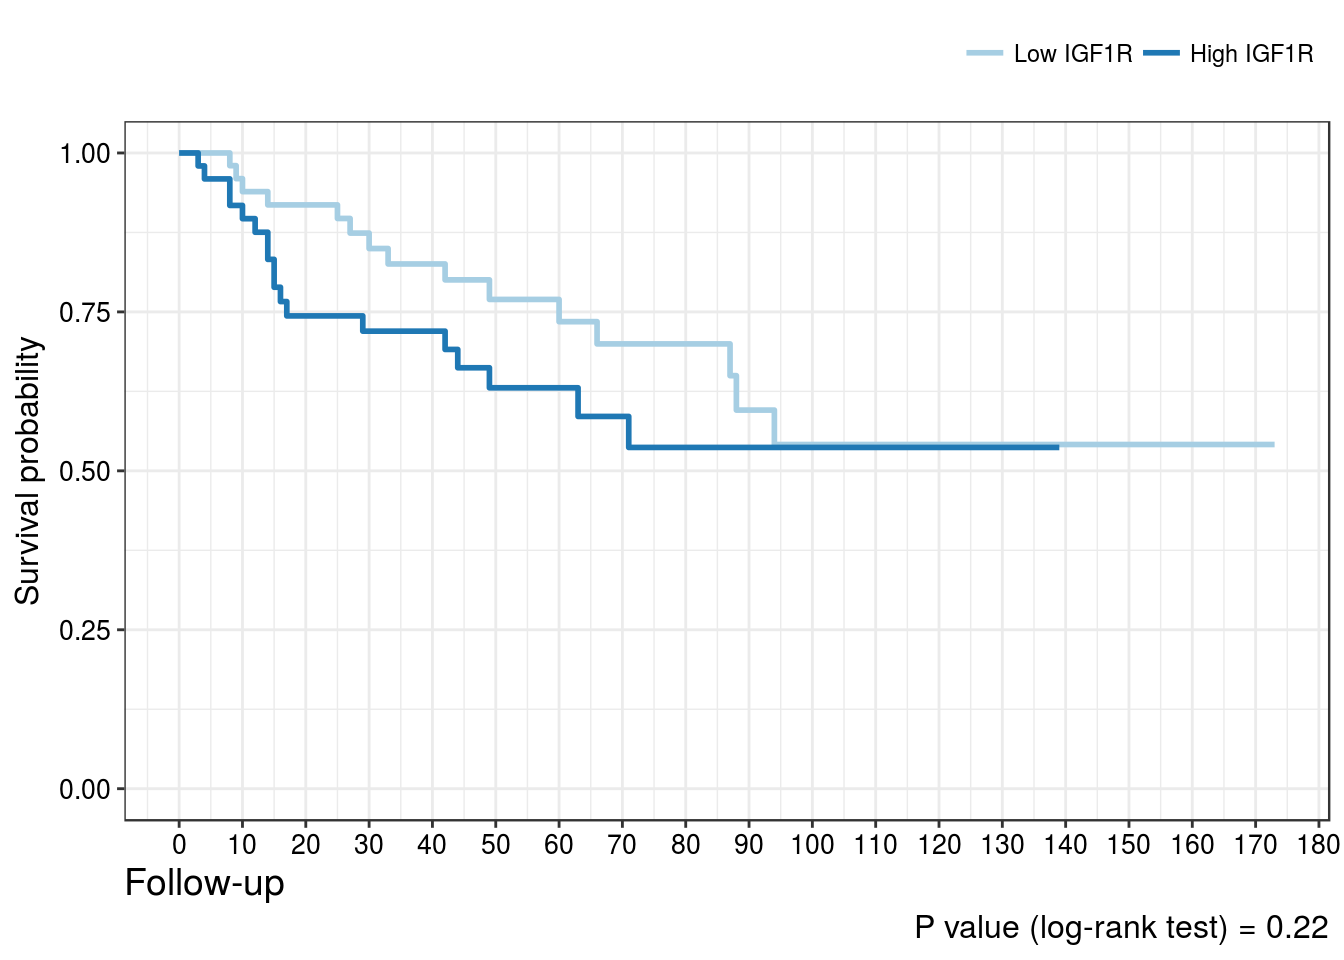 Low IGF1R High IGF1R
1.00
0.75
0.50
0.25
0.00
Survival probability
0 10 20 30 40 50 60 70 80 90 100 110 120 130 140 150 160 170 180
Follow-up
P value (log-rank test) = 0.22